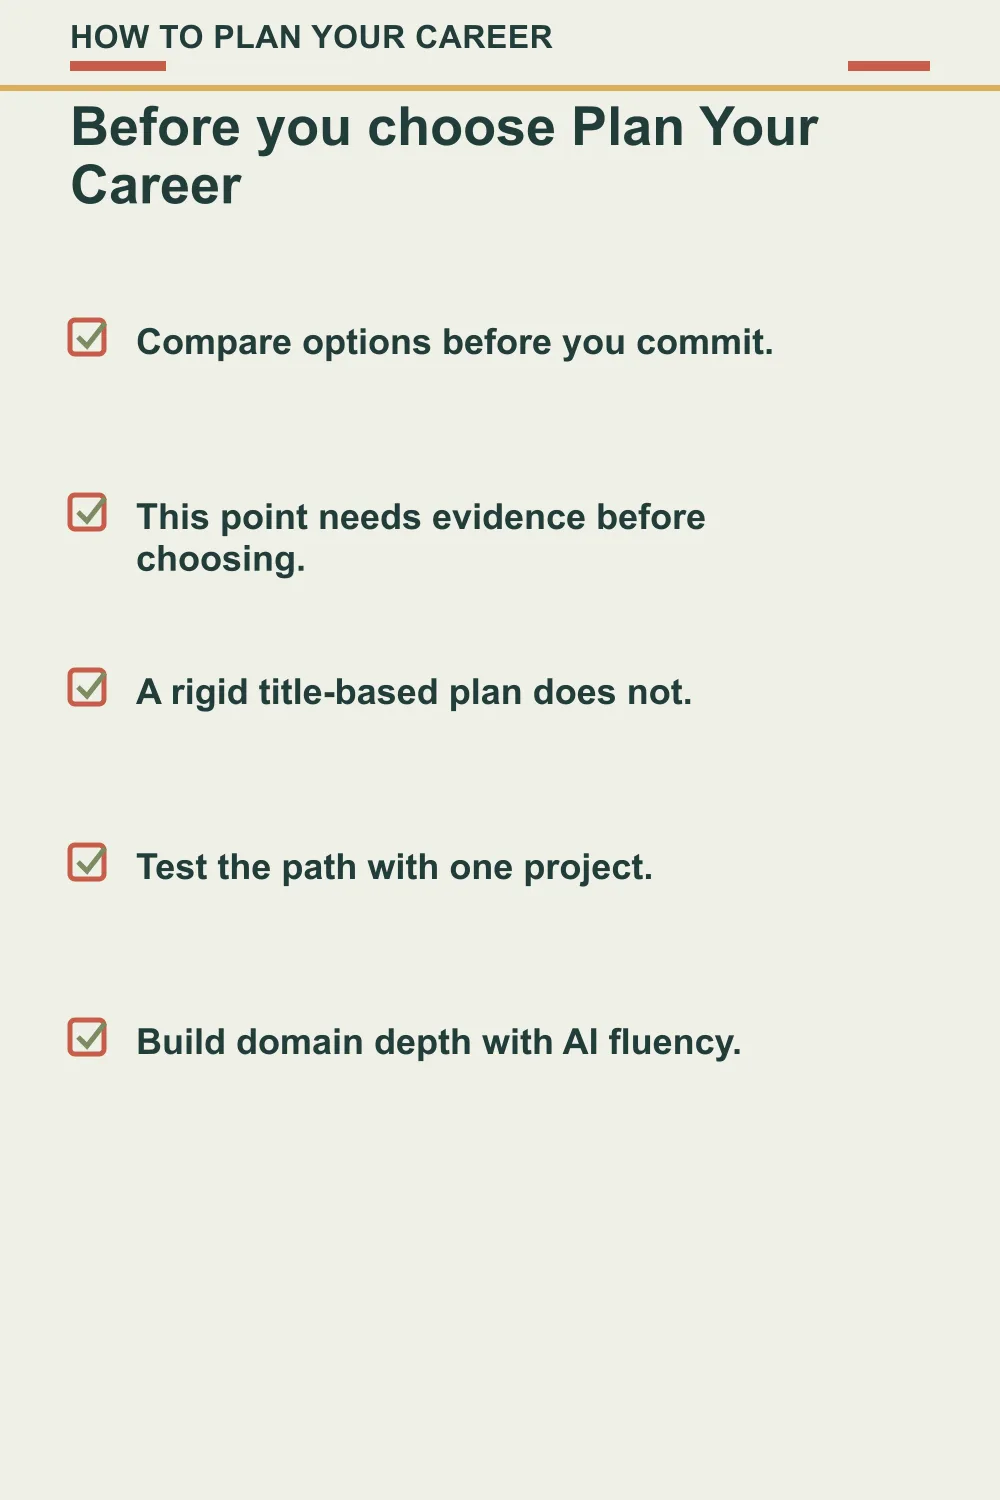 HOW TO PLAN YOUR CAREER
Before you choose Plan Your
Career
Compare options before you commit.
This point needs evidence before
choosing.
A rigid title-based plan does not.
Test the path with one project.
Build domain depth with AI fluency.